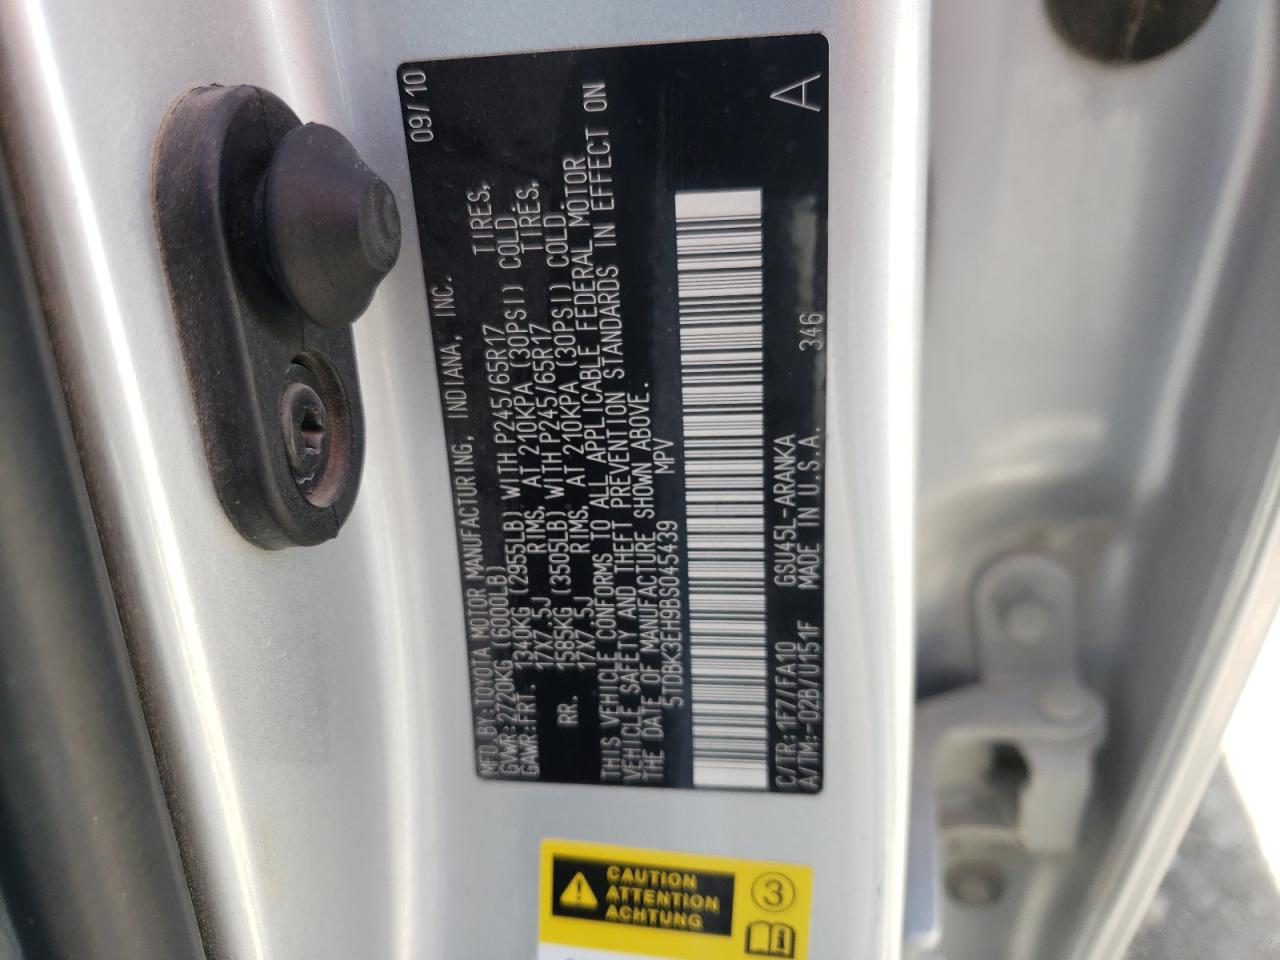 MFD.BY:TOYOTA MOTOR MANUFACTURING, INDIANA, INC. 09/10
GVWR:2720KG (6000LB)
GAWR:FRT. 1340KG (2955LB) WITH P245/65R17 TIRES,
17X7.5J RIMS, AT 210KPA (30PSI) COLD
RR. 1585KG (3505LB) WITH P245/65R17 TIRES,
17X7.5J RIMS, AT 210KPA (30PSI) COLD.
THIS VEHICLE CONFORMS TO ALL APPLICABLE FEDERAL MOTOR
VEHICLE SAFETY AND THEFT PREVENTION STANDARDS IN EFFECT ON
THE DATE OF MANUFACTURE SHOWN ABOVE.
5TDBK3EH9BS045439 MPV
C/TR:1F7/FA10 GSU45L-ARANKA
A/TM:-02B/U151F MADE IN U.S.A. 346 A
CAUTION
ATTENTION
ACHTUNG
3